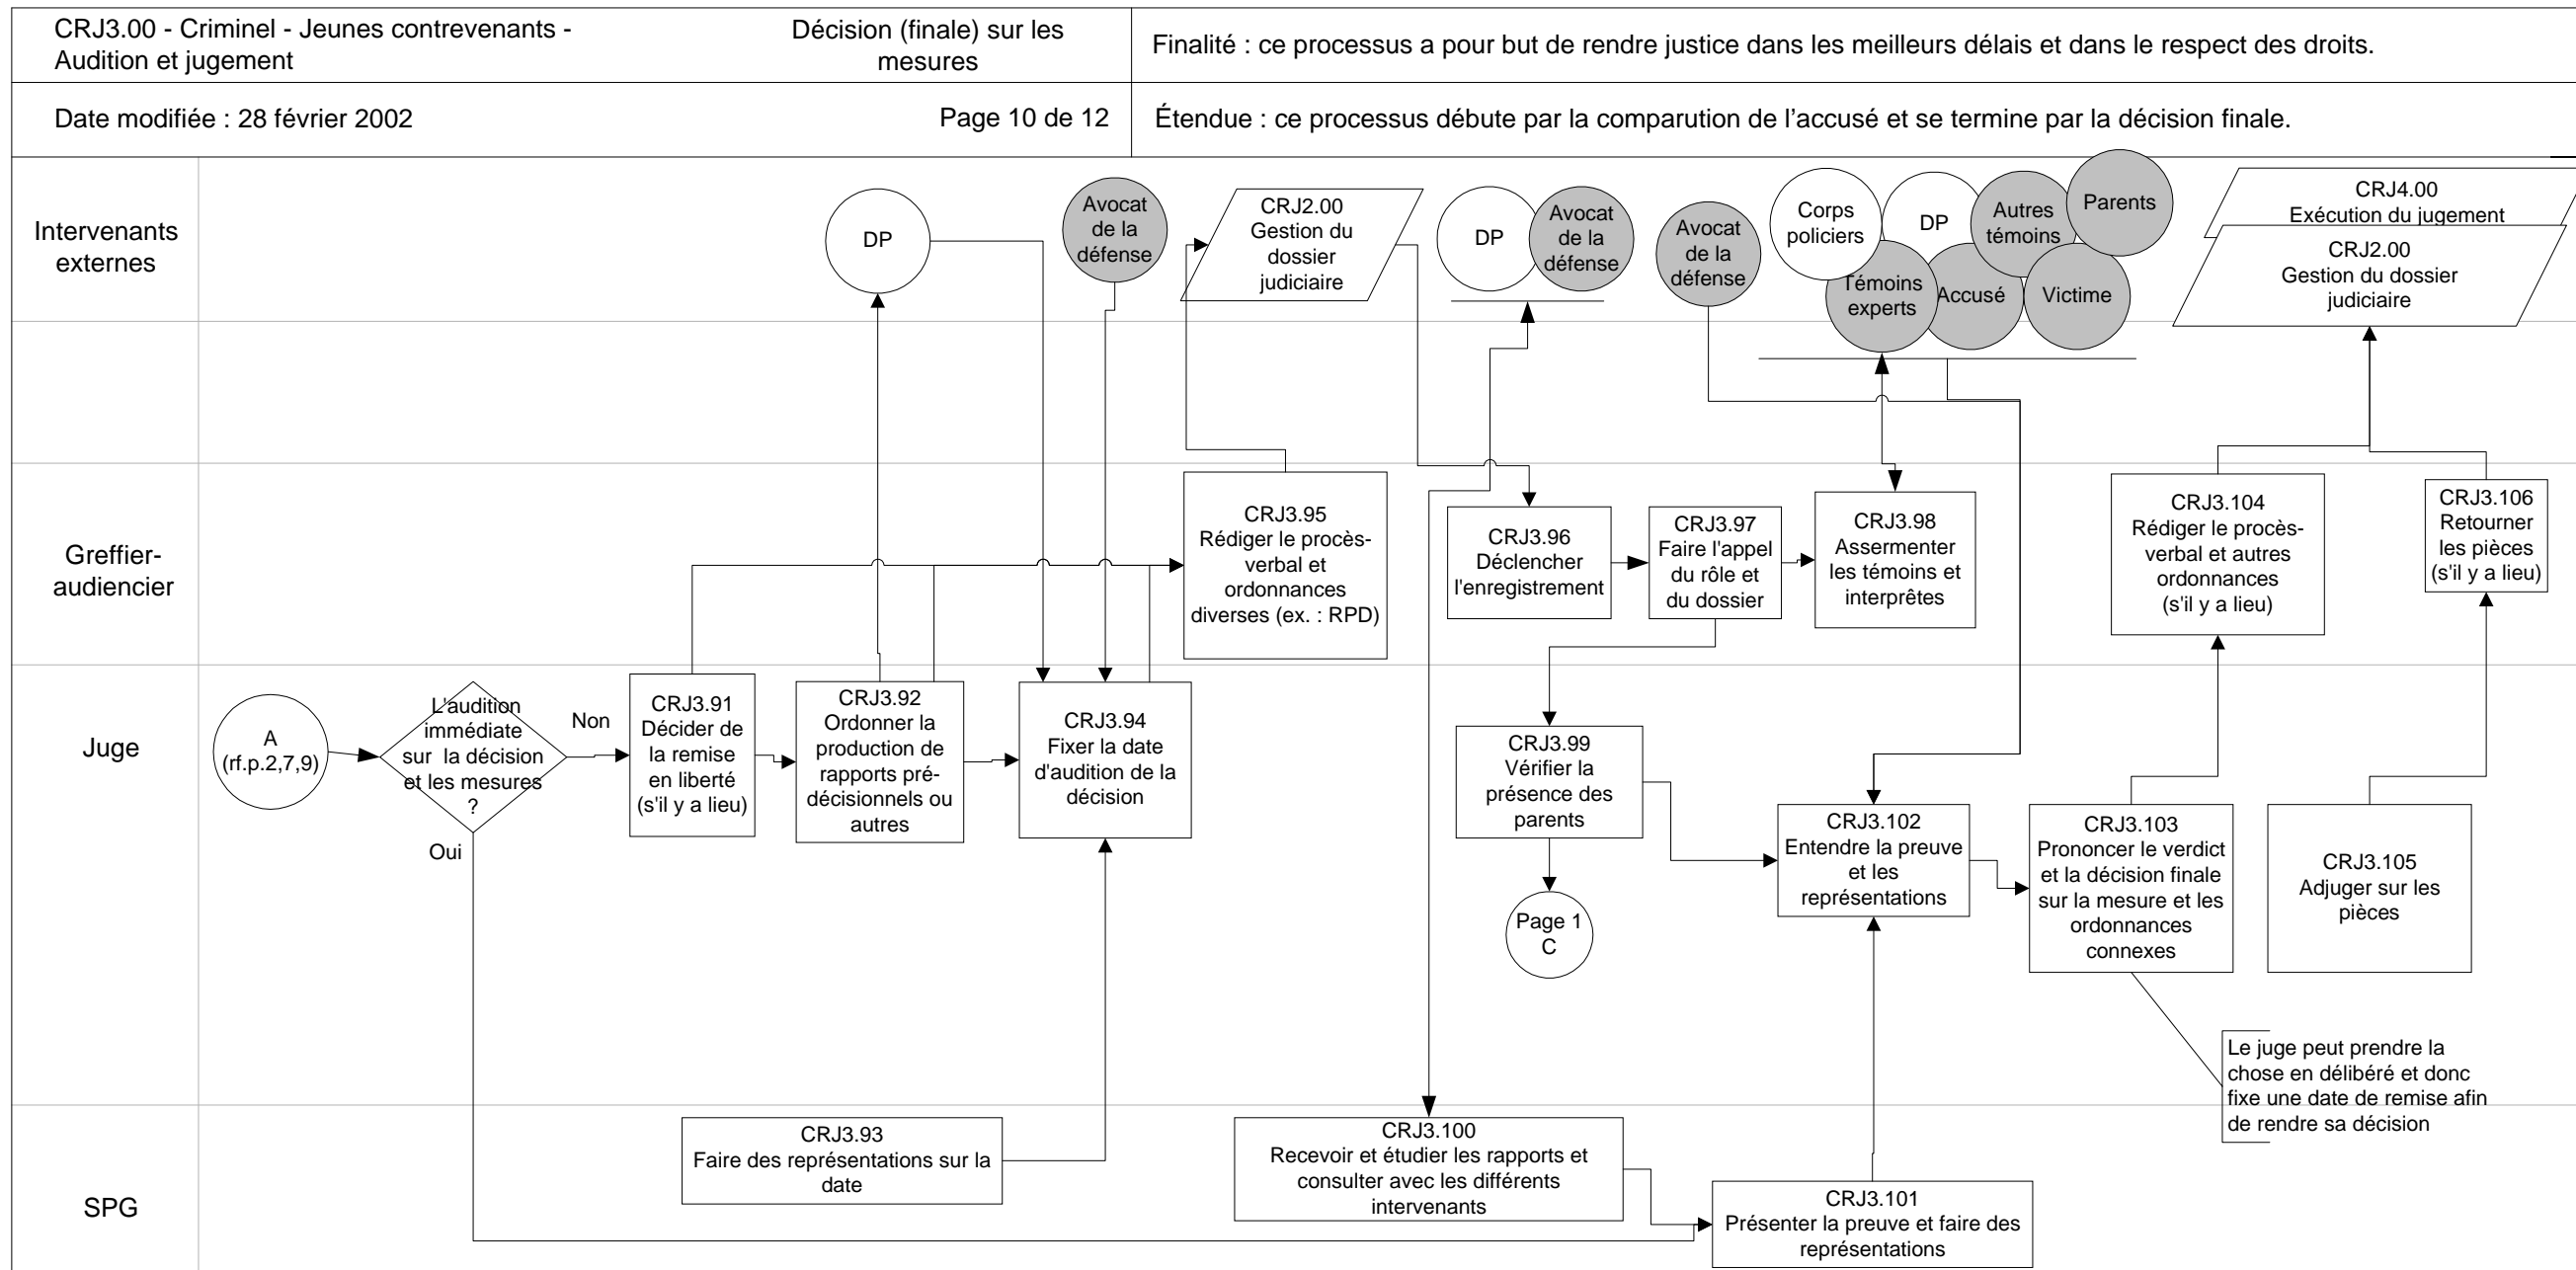 CRJ3.00 - Criminel - Jeunes contrevenants -
Audition et jugement
Décision (finale) sur les
mesures
Finalité : ce processus a pour but de rendre justice dans les meilleurs délais et dans le respect des droits.
Date modifiée : 28 février 2002
Page 10 de 12
Étendue : ce processus débute par la comparution de l'accusé et se termine par la décision finale.
Intervenants
externes
DP
Avocat
de la
défense
CRJ2.00
Gestion du
dossier
judiciaire
DP
Avocat
de la
défense
Avocat
de la
défense
Corps
policiers
DP
Autres
témoins
Parents
Témoins
experts
Accusé
Victime
CRJ4.00
Exécution du jugement
CRJ2.00
Gestion du dossier
judiciaire
Greffier-
audiencier
CRJ3.95
Rédiger le procès-
verbal et
ordonnances
diverses (ex. : RPD)
CRJ3.96
Déclencher
l'enregistrement
CRJ3.97
Faire l'appel
du rôle et
du dossier
CRJ3.98
Assermenter
les témoins et
interprêtes
CRJ3.104
Rédiger le procès-
verbal et autres
ordonnances
(s'il y a lieu)
CRJ3.106
Retourner
les pièces
(s'il y a lieu)
Juge
A
(rf.p.2,7,9)
L'audition
immédiate
sur la décision
et les mesures
?
Non
Oui
CRJ3.91
Décider de
la remise
en liberté
(s'il y a lieu)
CRJ3.92
Ordonner la
production de
rapports pré-
décisionnels ou
autres
CRJ3.94
Fixer la date
d'audition de la
décision
CRJ3.99
Vérifier la
présence des
parents
Page 1
C
CRJ3.102
Entendre la preuve
et les
représentations
CRJ3.103
Prononcer le verdict
et la décision finale
sur la mesure et les
ordonnances
connexes
CRJ3.105
Adjuger sur les
pièces
Le juge peut prendre la
chose en délibéré et donc
fixe une date de remise afin
de rendre sa décision
SPG
CRJ3.93
Faire des représentations sur la
date
CRJ3.100
Recevoir et étudier les rapports et
consulter avec les différents
intervenants
CRJ3.101
Présenter la preuve et faire des
représentations